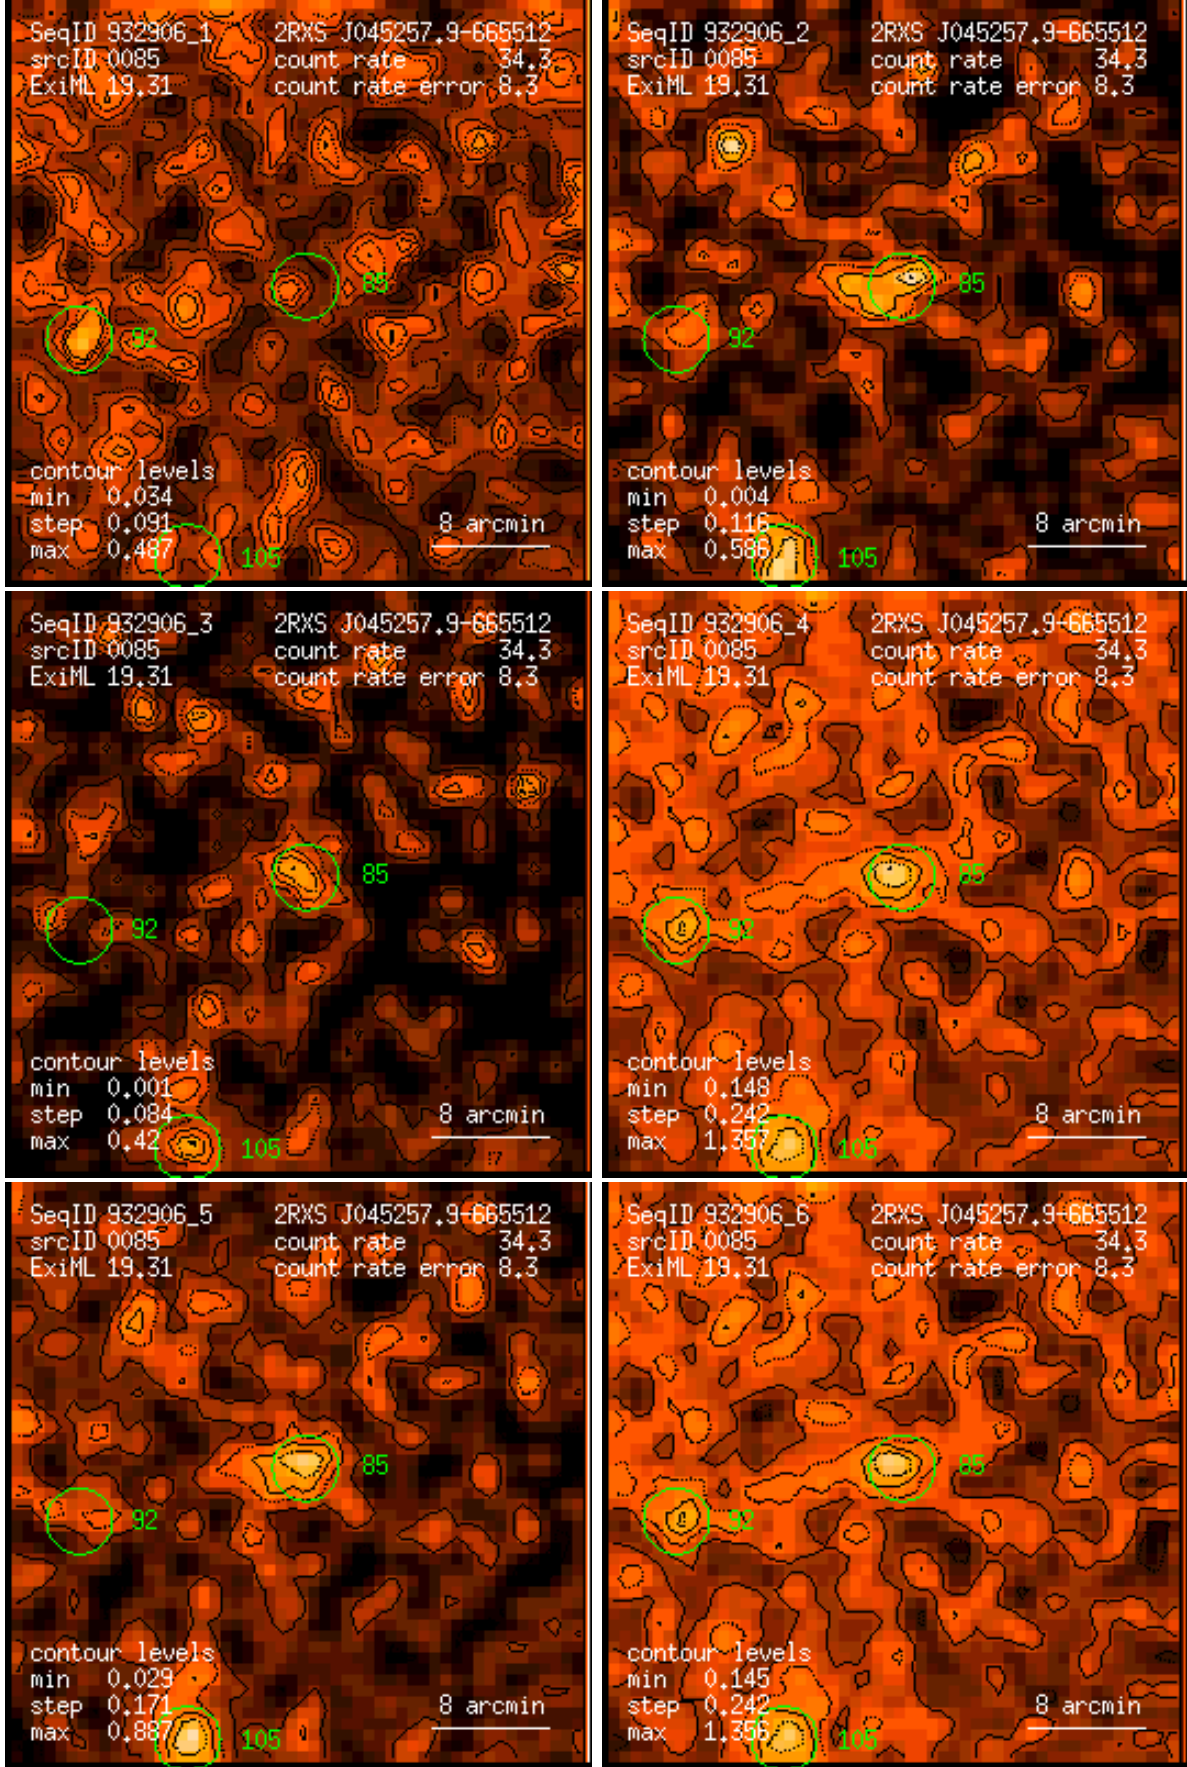 SeqID 932906_1 2RXS J045257.9-665512
srcID 0085 count rate 34.3
ExiML 19.31 count rate error 8.3
85
92
contour levels
min 0.034
step 0.091 8 arcmin
max 0.487 105
SeqID 932906_2 2RXS J045257.9-665512
srcID 0085 count rate 34.3
ExiML 19.31 count rate error 8.3
85
92
contour levels
min 0.004
step 0.116 8 arcmin
max 0.586 105
SeqID 932906_3 2RXS J045257.9-665512
srcID 0085 count rate 34.3
ExiML 19.31 count rate error 8.3
85
92
contour levels
min 0.001
step 0.084 8 arcmin
max 0.42 105
SeqID 932906_4 2RXS J045257.9-665512
srcID 0085 count rate 34.3
ExiML 19.31 count rate error 8.3
85
92
contour levels
min 0.148
step 0.242 8 arcmin
max 1.357 105
SeqID 932906_5 2RXS J045257.9-665512
srcID 0085 count rate 34.3
ExiML 19.31 count rate error 8.3
85
92
contour levels
min 0.029
step 0.171 8 arcmin
max 0.887 105
SeqID 932906_6 2RXS J045257.9-665512
srcID 0085 count rate 34.3
ExiML 19.31 count rate error 8.3
85
92
contour levels
min 0.145
step 0.242 8 arcmin
max 1.356 105